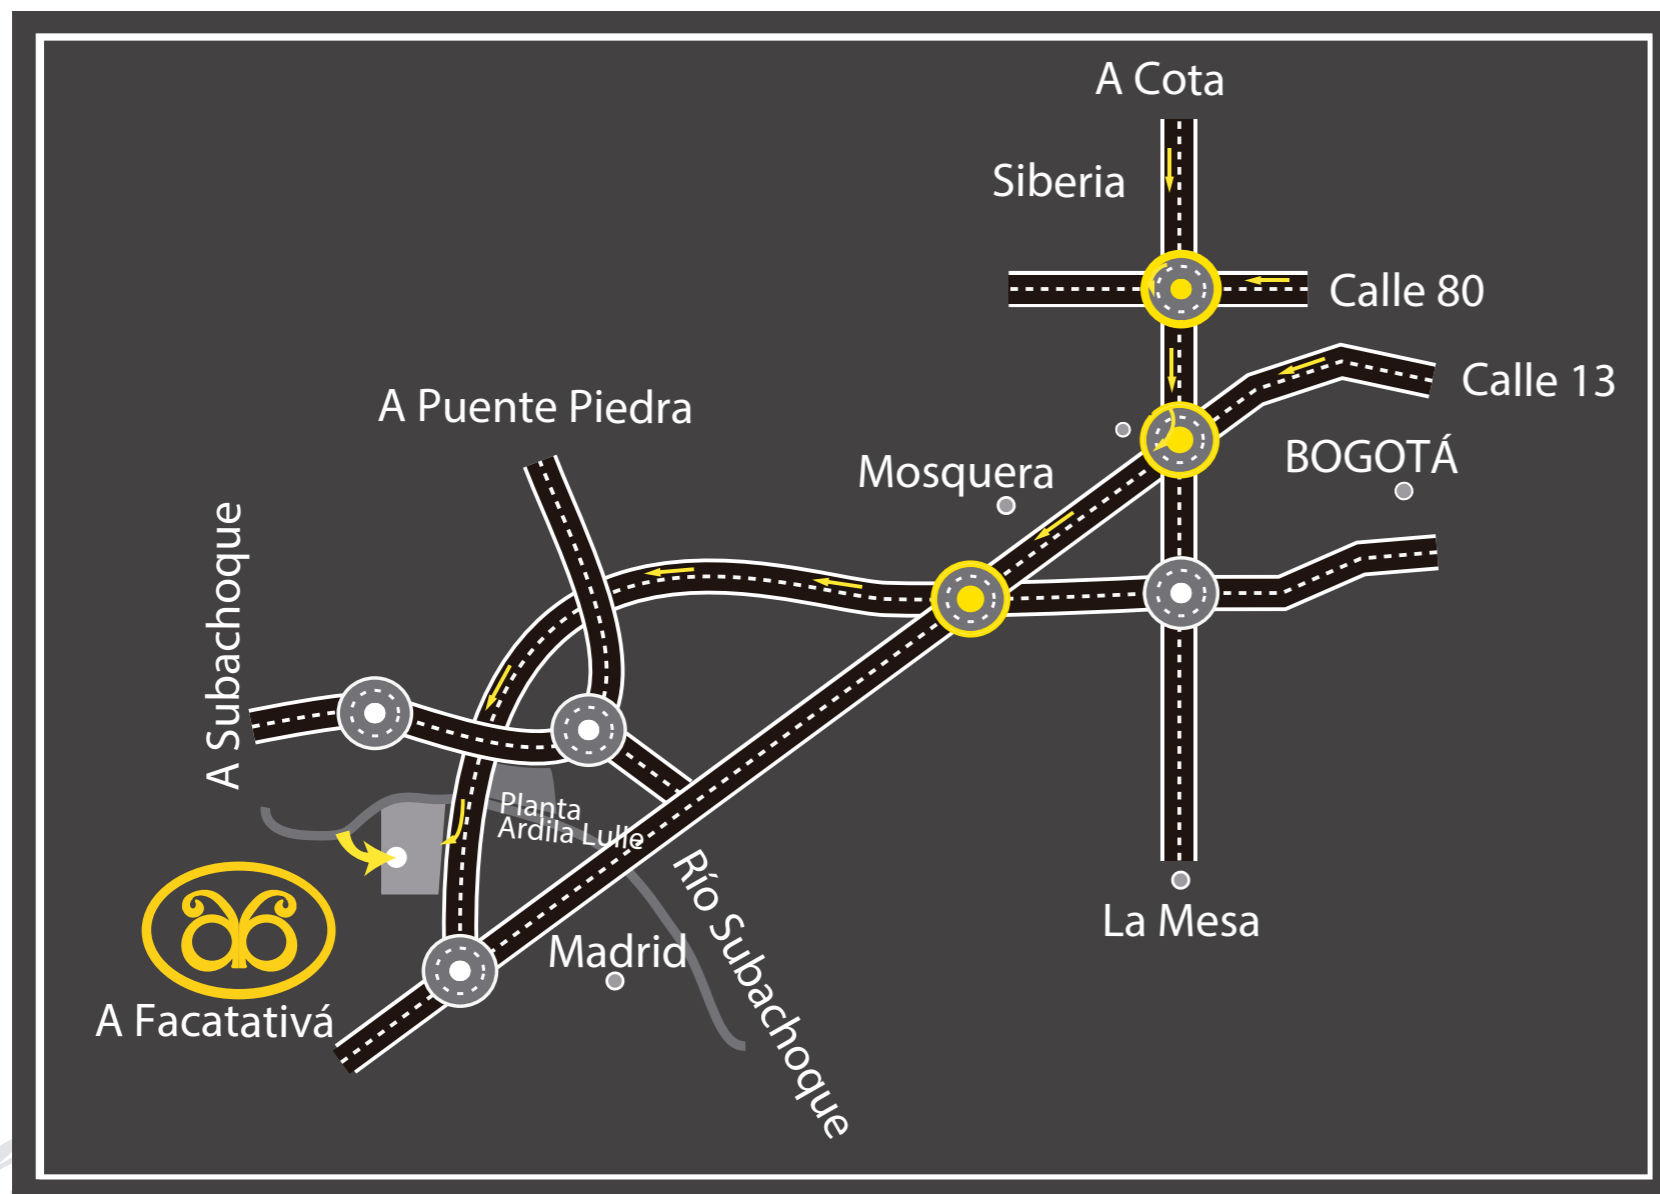 A Cota
Siberia
Calle 80
Calle 13
A Puente Piedra
BOGOTÁ
Mosquera
A Subachoque
Planta
Ardila Lulle
Río Subachoque
La Mesa
Madrid
A Facatativá